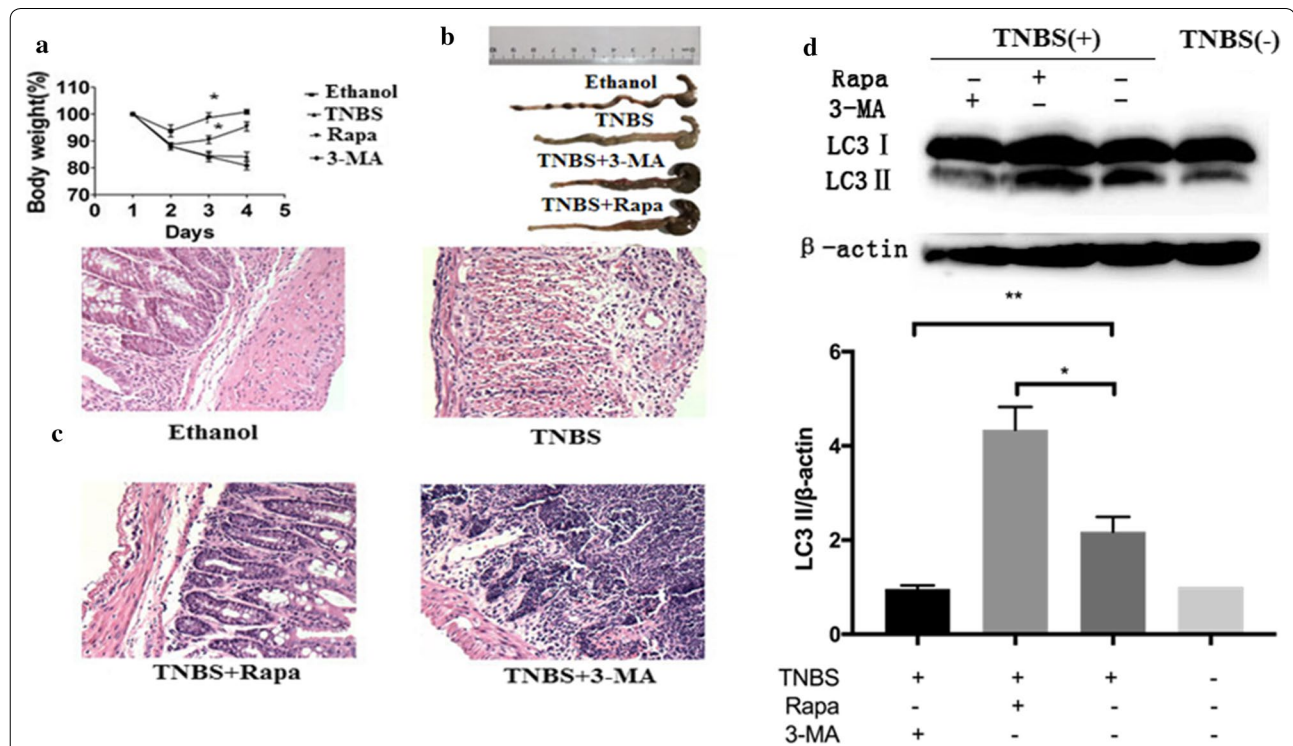 a
Body weight(%)
110
100
90
80
70
0 1 2 3 4 5
Days
*
*
Ethanol
TNBS
Rapa
3-MA
b
Ethanol
TNBS
TNBS+3-MA
TNBS+Rapa
Ethanol
TNBS
c
TNBS+Rapa
TNBS+3-MA
d
TNBS(+) TNBS(-)
Rapa - + -
3-MA + - -
LC3 I
LC3 II
β-actin
**
*
LC3 II/β-actin
6
4
2
0
TNBS + + + -
Rapa - + - -
3-MA + - - -